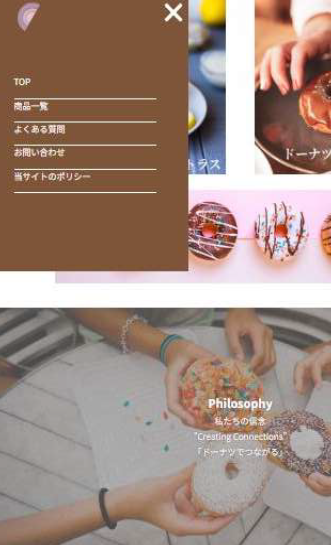 TOP
商品一覧
よくある質問
お問い合わせ
当サイトのポリシー
トラス
ドーナツ
Philosophy
私たちの信念
"Creating Connections"
「ドーナツでつながる」